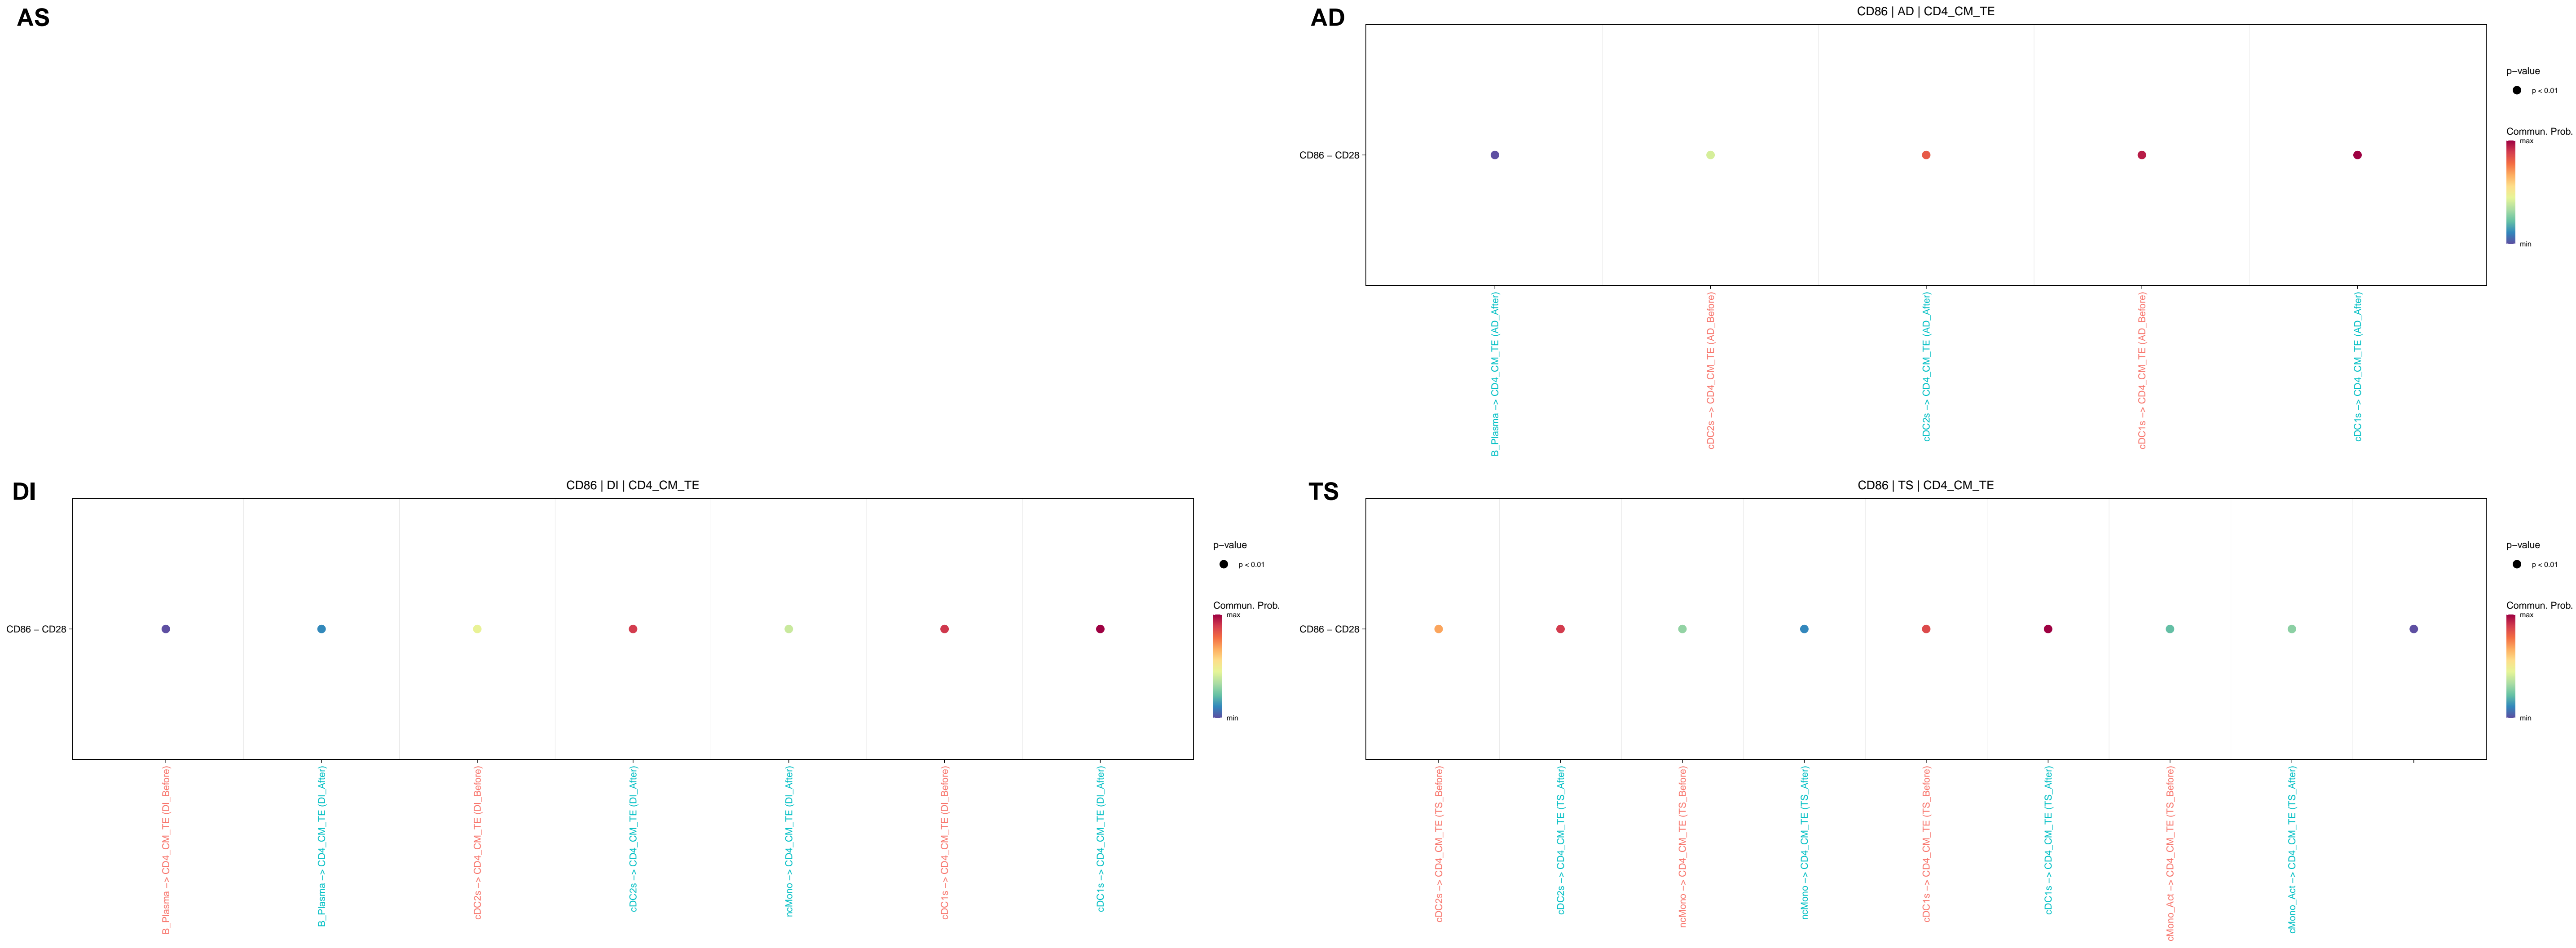 AS
AD
CD86 | AD | CD4_CM_TE
CD86 – CD28
B_Plasma –> CD4_CM_TE (AD_After)
cDC2s –> CD4_CM_TE (AD_Before)
cDC2s –> CD4_CM_TE (AD_After)
cDC1s –> CD4_CM_TE (AD_Before)
cDC1s –> CD4_CM_TE (AD_After)
p−value
p < 0.01
Commun. Prob.
max
min
DI
CD86 | DI | CD4_CM_TE
CD86 – CD28
B_Plasma –> CD4_CM_TE (DI_Before)
B_Plasma –> CD4_CM_TE (DI_After)
cDC2s –> CD4_CM_TE (DI_Before)
cDC2s –> CD4_CM_TE (DI_After)
ncMono –> CD4_CM_TE (DI_After)
cDC1s –> CD4_CM_TE (DI_Before)
cDC1s –> CD4_CM_TE (DI_After)
p−value
p < 0.01
Commun. Prob.
max
min
TS
CD86 | TS | CD4_CM_TE
CD86 – CD28
cDC2s –> CD4_CM_TE (TS_Before)
cDC2s –> CD4_CM_TE (TS_After)
ncMono –> CD4_CM_TE (TS_Before)
ncMono –> CD4_CM_TE (TS_After)
cDC1s –> CD4_CM_TE (TS_Before)
cDC1s –> CD4_CM_TE (TS_After)
cMono_Act –> CD4_CM_TE (TS_Before)
cMono_Act –> CD4_CM_TE (TS_After)
p−value
p < 0.01
Commun. Prob.
max
min